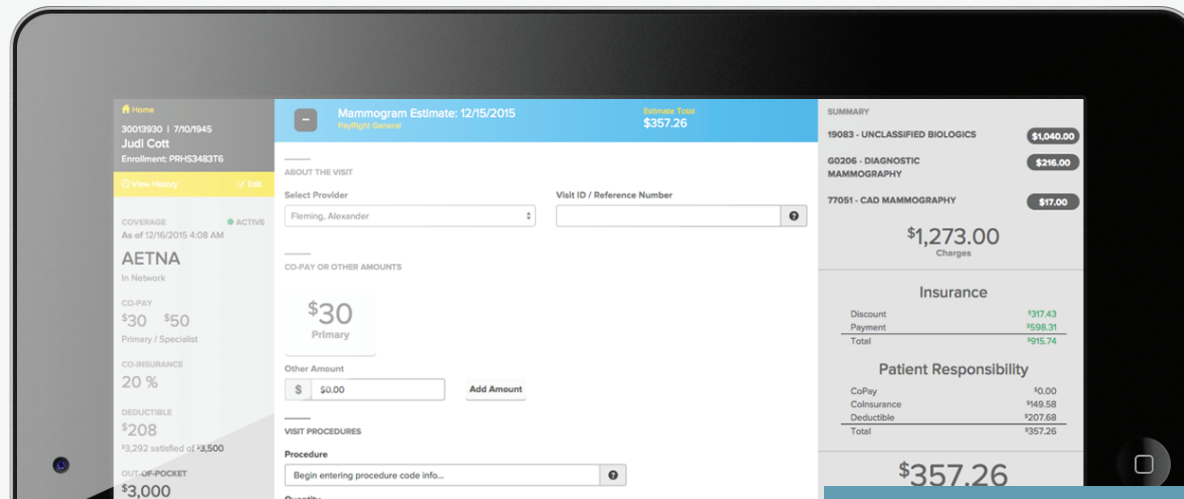 Home
30013930 | 7/10/1945
Judi Cott
Enrollment: PRHS3483T6
View History Edit
COVERAGE ACTIVE
As of 12/16/2015 4:08 AM
AETNA
In Network
CO-PAY
$30 $50
Primary / Specialist
CO-INSURANCE
20 %
DEDUCTIBLE
$208
$3,292 satisfied of $3,500
OUT-OF-POCKET
$3,000
Mammogram Estimate: 12/15/2015
PayRight General
Estimate Total
$357.26
ABOUT THE VISIT
Select Provider
Fleming, Alexander
Visit ID / Reference Number
CO-PAY OR OTHER AMOUNTS
$30
Primary
Other Amount
$ $0.00
Add Amount
VISIT PROCEDURES
Procedure
Begin entering procedure code info...
Quantity
SUMMARY
19083 - UNCLASSIFIED BIOLOGICS $1,040.00
G0206 - DIAGNOSTIC
MAMMOGRAPHY $216.00
77051 - CAD MAMMOGRAPHY $17.00
$1,273.00
Charges
Insurance
Discount $317.43
Payment $598.31
Total $915.74
Patient Responsibility
CoPay $0.00
CoInsurance $149.58
Deductible $207.68
Total $357.26
$357.26